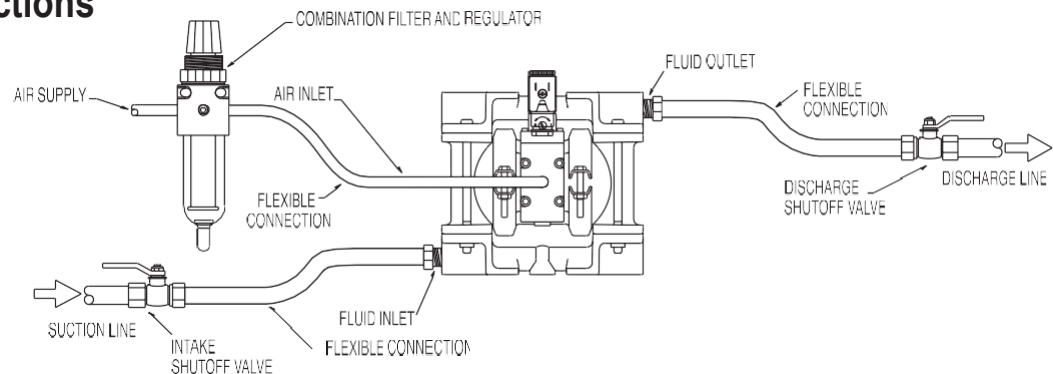 ctions
COMBINATION FILTER AND REGULATOR
AIR SUPPLY
AIR INLET
FLUID OUTLET
FLEXIBLE
CONNECTION
FLEXIBLE
CONNECTION
DISCHARGE
SHUTOFF VALVE
DISCHARGE LINE
SUCTION LINE
INTAKE
SHUTOFF VALVE
FLUID INLET
FLEXIBLE CONNECTION